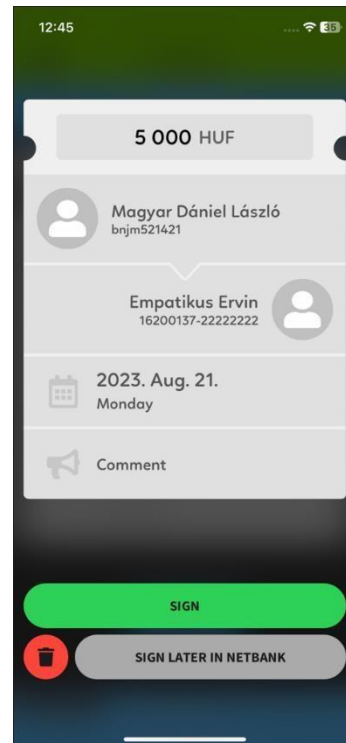 12:45
35
5 000 HUF
Magyar Dániel László
bnjm521421
Empatikus Ervin
16200137-22222222
2023. Aug. 21.
Monday
Comment
SIGN
SIGN LATER IN NETBANK